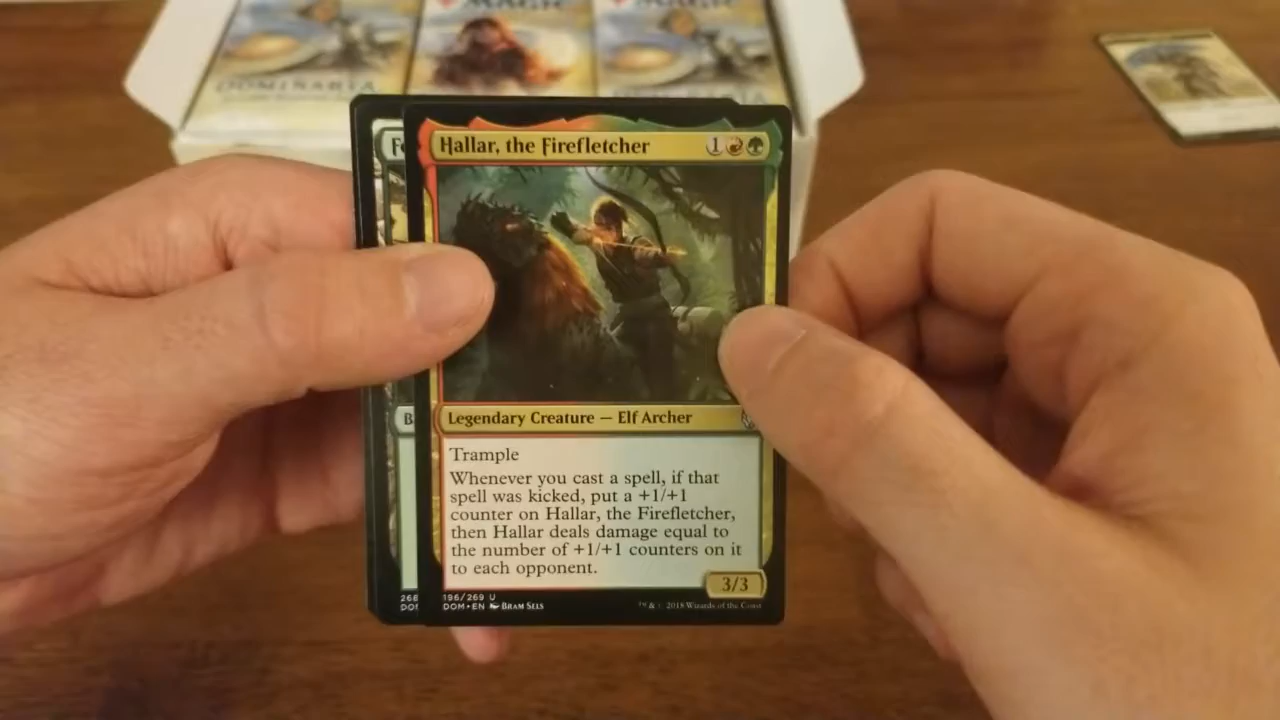 DOMINARIA
Fo
Hallar, the Firefletcher
1
B
Legendary Creature — Elf Archer
Trample
Whenever you cast a spell, if that
spell was kicked, put a +1/+1
counter on Hallar, the Firefletcher,
then Hallar deals damage equal to
the number of +1/+1 counters on it
to each opponent.
3/3
268
196/269 U
DOM • EN Bram Sels
™ & © 2018 Wizards of the Coast